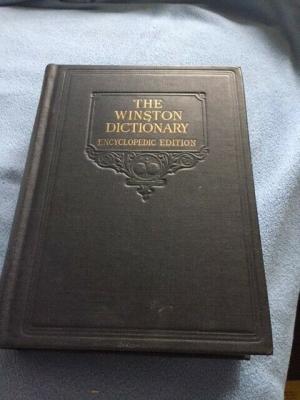 THE
WINSTON
DICTIONARY
ENCYCLOPEDIC EDITION